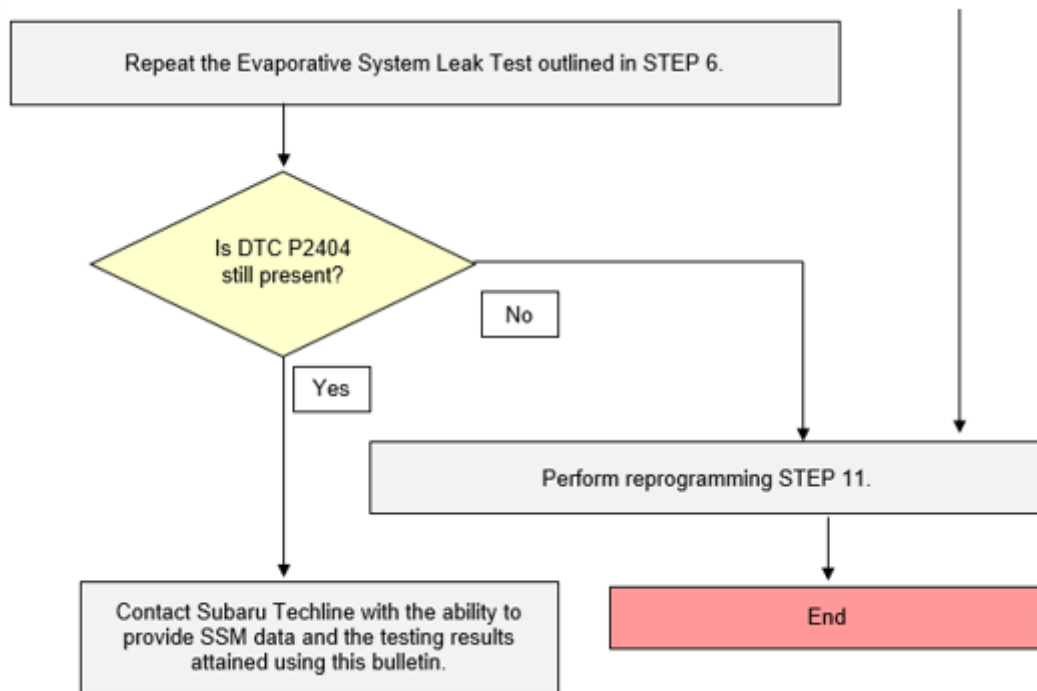 Repeat the Evaporative System Leak Test outlined in STEP 6.
Is DTC P2404
still present?
No
Yes
Perform reprogramming STEP 11.
Contact Subaru Techline with the ability to
provide SSM data and the testing results
attained using this bulletin.
End